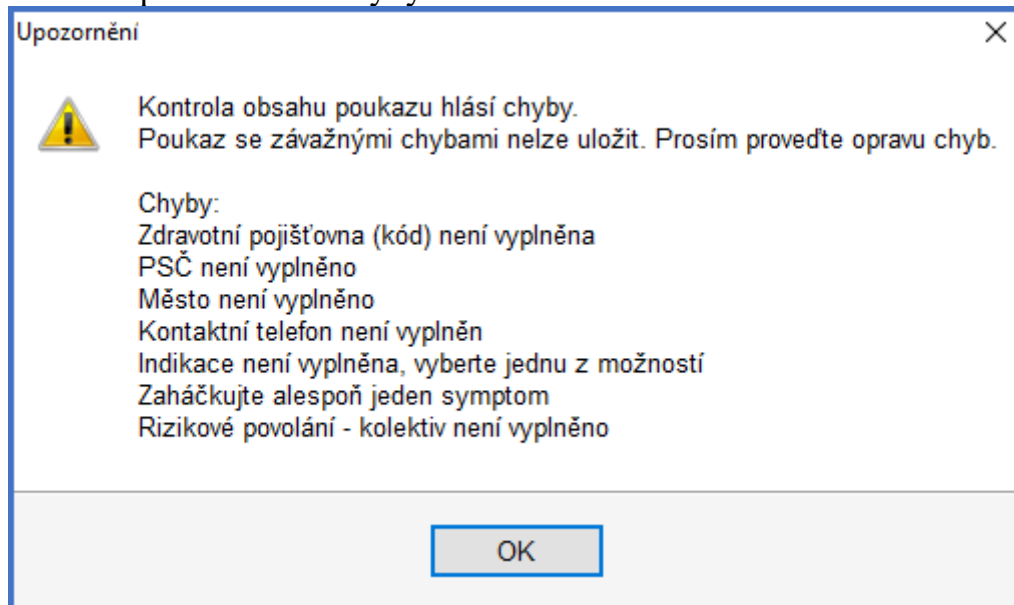 Upozornění
Kontrola obsahu poukazu hlásí chyby.
Poukaz se závažnými chybami nelze uložit. Prosím proveďte opravu chyb.
Chyby:
Zdravotní pojišťovna (kód) není vyplněna
PSČ není vyplněno
Město není vyplněno
Kontaktní telefon není vyplněn
Indikace není vyplněna, vyberte jednu z možností
Zaháčkujte alespoň jeden symptom
Rizikové povolání - kolektiv není vyplněno
OK